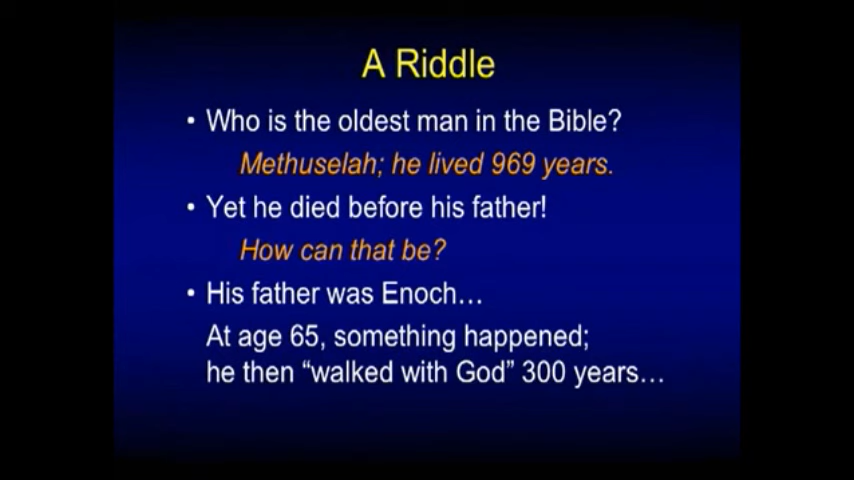 A Riddle
• Who is the oldest man in the Bible?
Methuselah; he lived 969 years.
• Yet he died before his father!
How can that be?
• His father was Enoch…
At age 65, something happened;
he then “walked with God” 300 years…